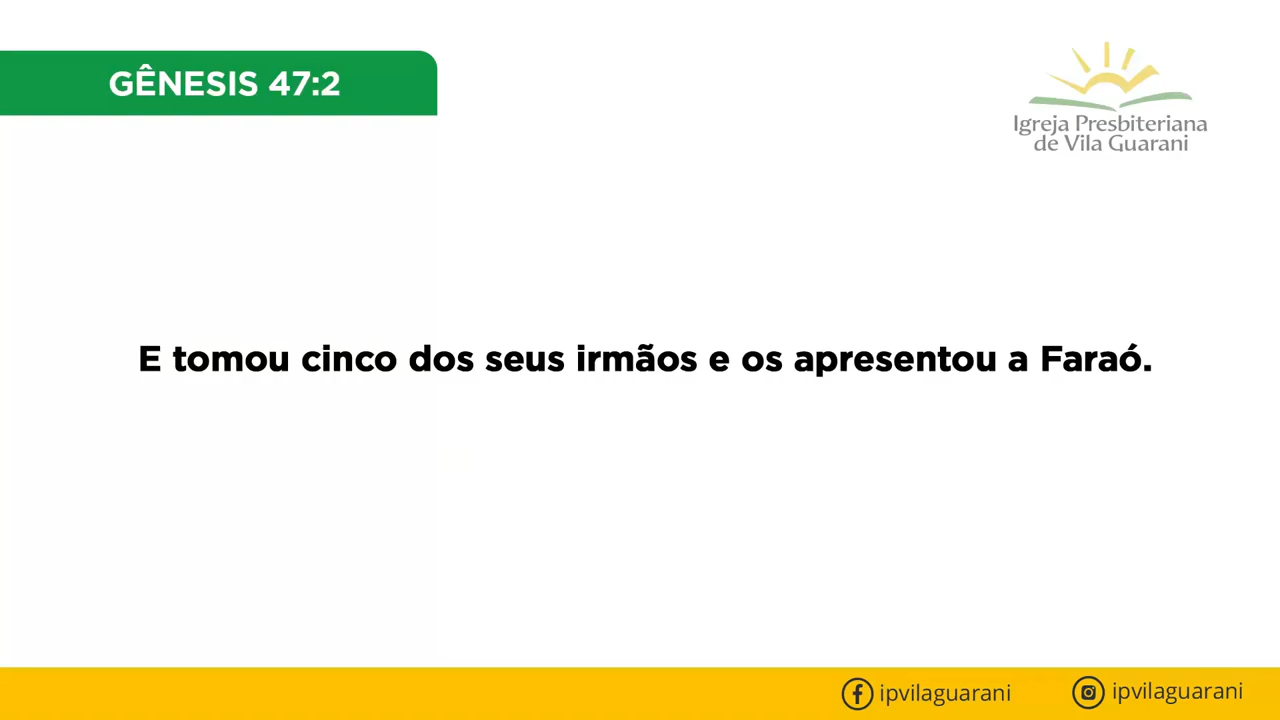 GÊNESIS 47:2
Igreja Presbiteriana
de Vila Guarani
E tomou cinco dos seus irmãos e os apresentou a Faraó.
ipvilaguarani
ipvilaguarani